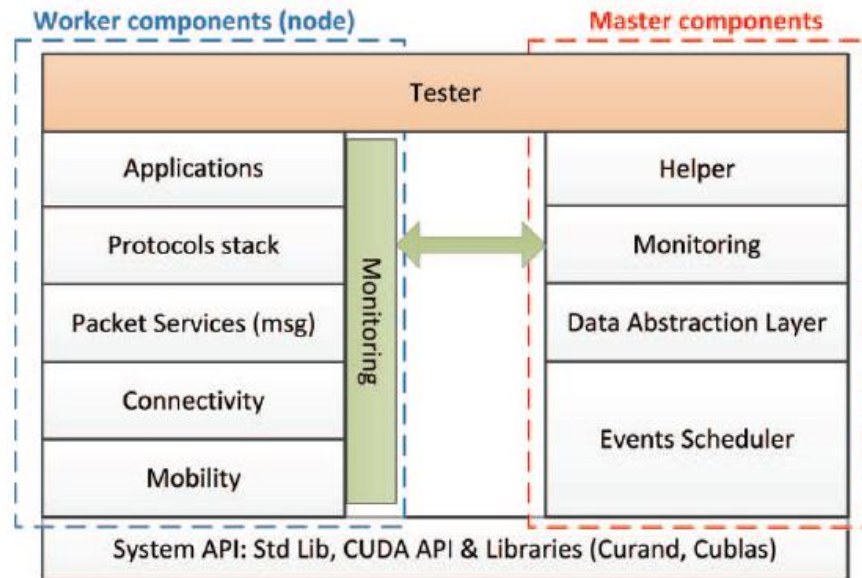 Worker components (node)
Master components
Tester
Applications
Protocols stack
Packet Services (msg)
Connectivity
Mobility
Monitoring
Helper
Monitoring
Data Abstraction Layer
Events Scheduler
System API: Std Lib, CUDA API & Libraries (Curand, Cublas)